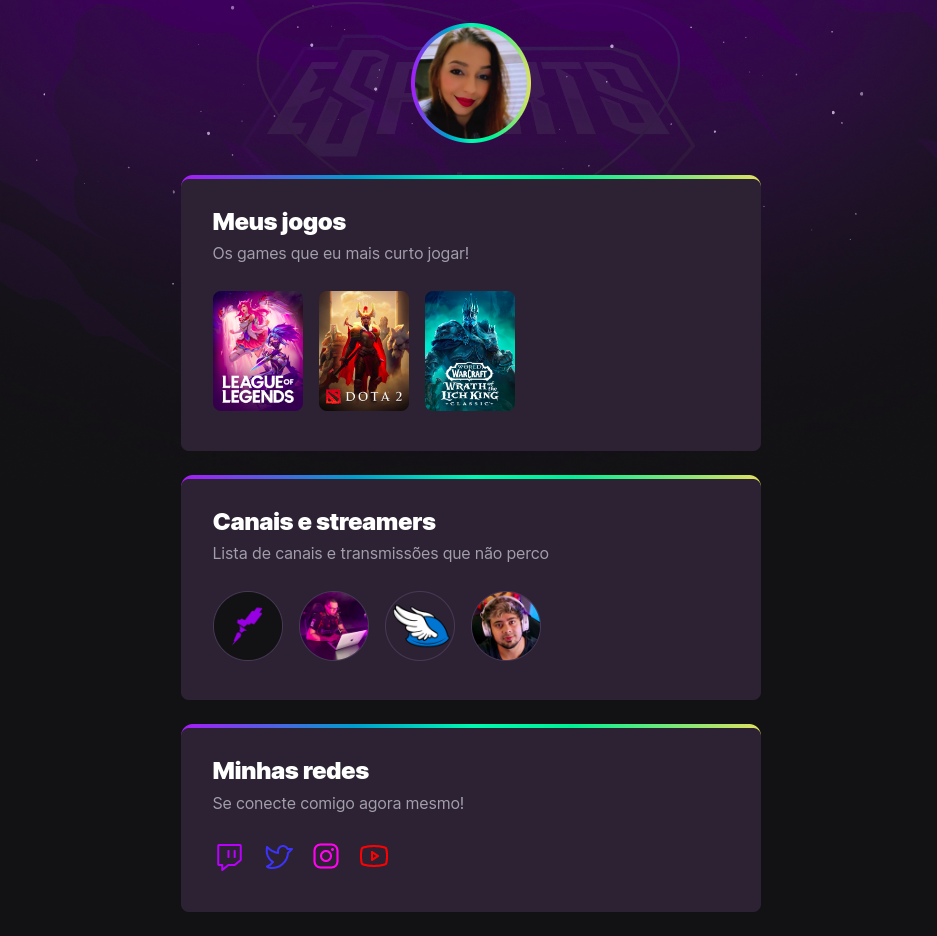 ESPORTS
Meus jogos
Os games que eu mais curto jogar!
LEAGUE OF
LEGENDS
DOTA 2
WORLD
WARCRAFT
WRATH of the
LICH KING
CLASSIC
Canais e streamers
Lista de canais e transmissões que não perco
Minhas redes
Se conecte comigo agora mesmo!